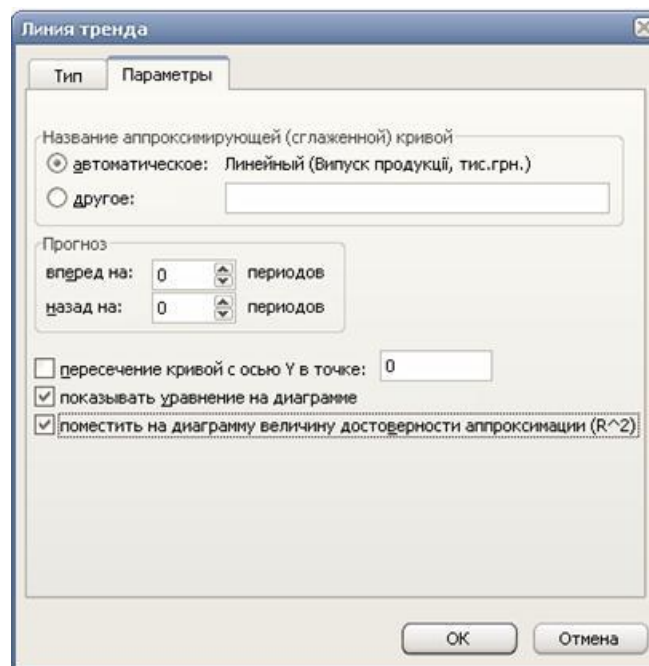 Линия тренда
Тип Параметры
Название аппроксимирующей (сглаженной) кривой
автоматическое: Линейный (Випуск продукції, тис.грн.)
другое:
Прогноз
вперед на: 0 периодов
назад на: 0 периодов
пересечение кривой с осью Y в точке: 0
показывать уравнение на диаграмме
поместить на диаграмму величину достоверности аппроксимации (R^2)
OK Отмена